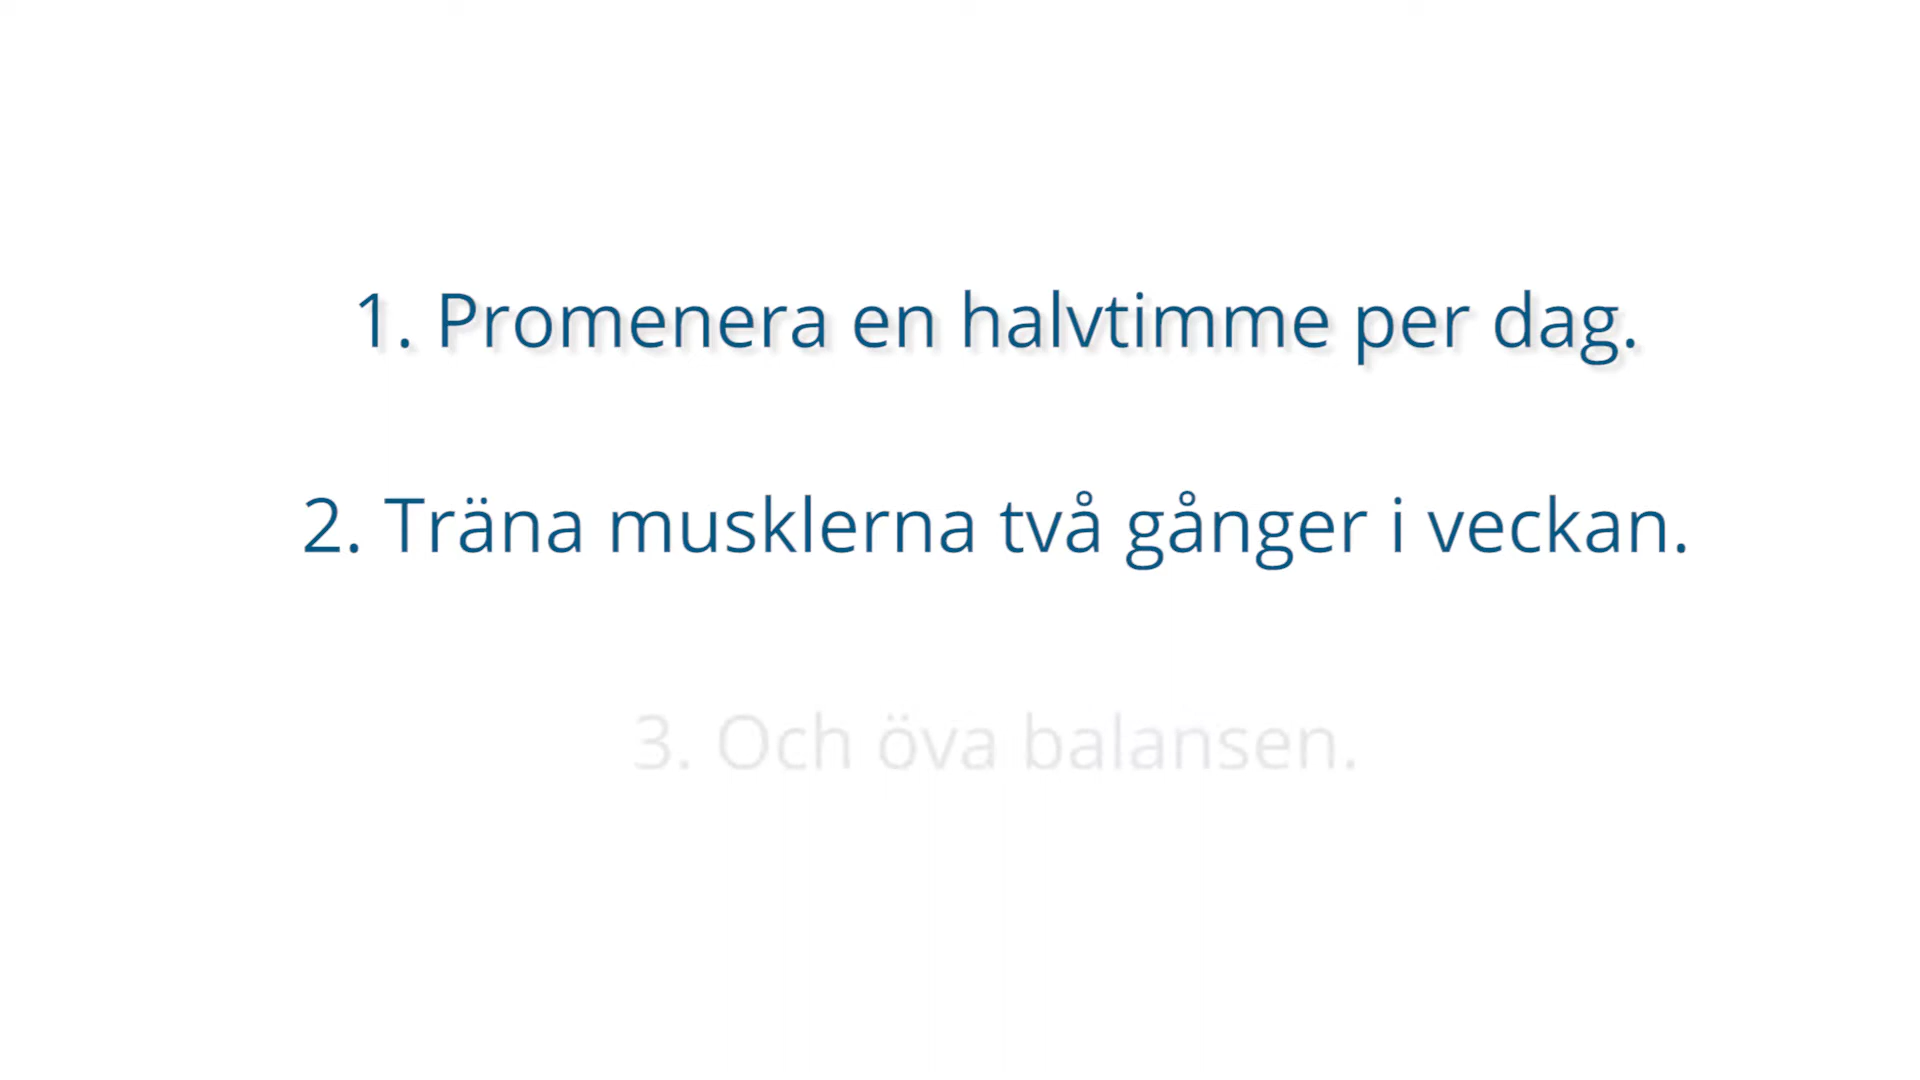 1. Promenera en halvtimme per dag.
2. Träna musklerna två gånger i veckan.
3. Och öva balansen.